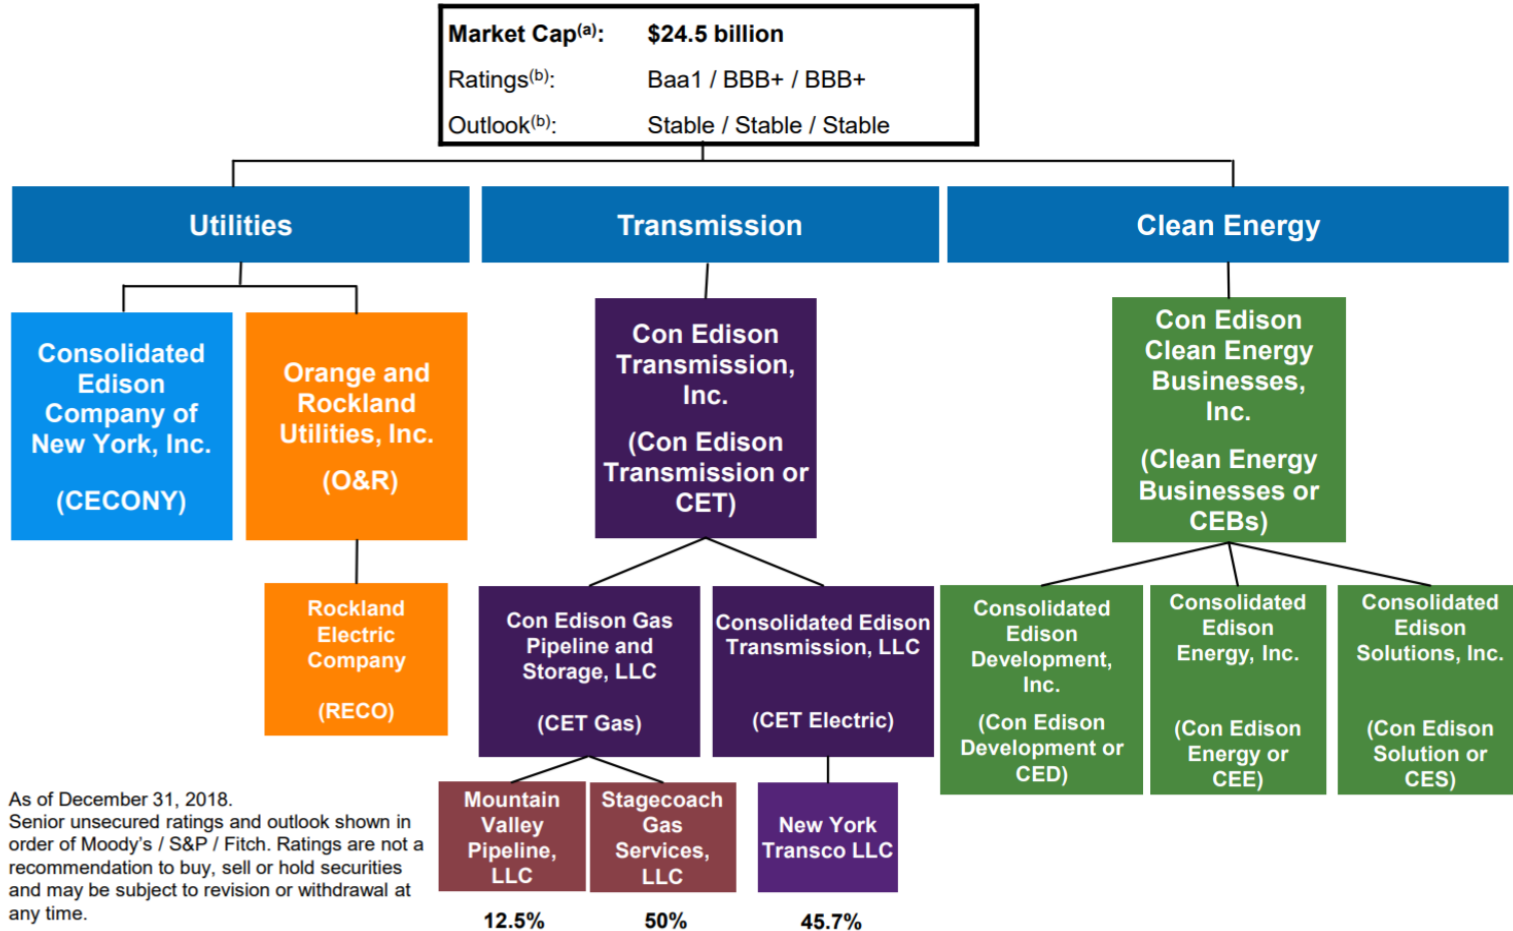 Market Cap(a): $24.5 billion
Ratings(b): Baa1 / BBB+ / BBB+
Outlook(b): Stable / Stable / Stable
Utilities
Transmission
Clean Energy
Consolidated
Edison
Company of
New York, Inc.
(CECONY)
Orange and
Rockland
Utilities, Inc.
(O&R)
Rockland
Electric
Company
(RECO)
Con Edison
Transmission,
Inc.
(Con Edison
Transmission or
CET)
Con Edison Gas
Pipeline and
Storage, LLC
(CET Gas)
Consolidated Edison
Transmission, LLC
(CET Electric)
Mountain
Valley
Pipeline,
LLC
12.5%
Stagecoach
Gas
Services,
LLC
50%
New York
Transco LLC
45.7%
Con Edison
Clean Energy
Businesses,
Inc.
(Clean Energy
Businesses or
CEBs)
Consolidated
Edison
Development,
Inc.
(Con Edison
Development or
CED)
Consolidated
Edison
Energy, Inc.
(Con Edison
Energy or
CEE)
Consolidated
Edison
Solutions, Inc.
(Con Edison
Solution or
CES)
As of December 31, 2018.
Senior unsecured ratings and outlook shown in
order of Moody's / S&P / Fitch. Ratings are not a
recommendation to buy, sell or hold securities
and may be subject to revision or withdrawal at
any time.